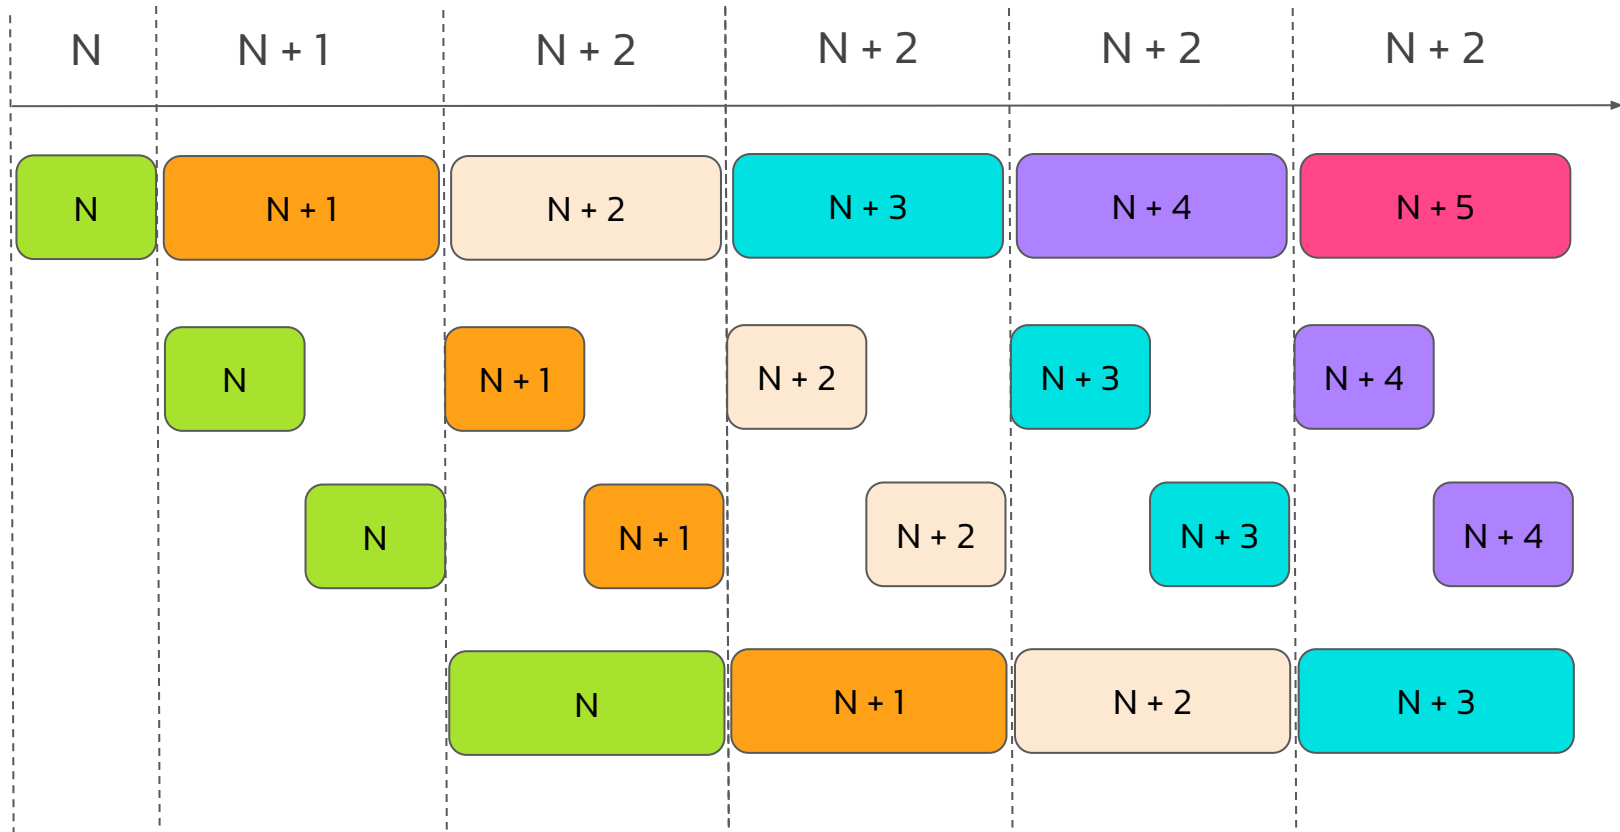 N N + 1 N + 2 N + 2 N + 2 N + 2
N N + 1 N + 2 N + 3 N + 4 N + 5
N N + 1 N + 2 N + 3 N + 4
N N + 1 N + 2 N + 3 N + 4
N N + 1 N + 2 N + 3